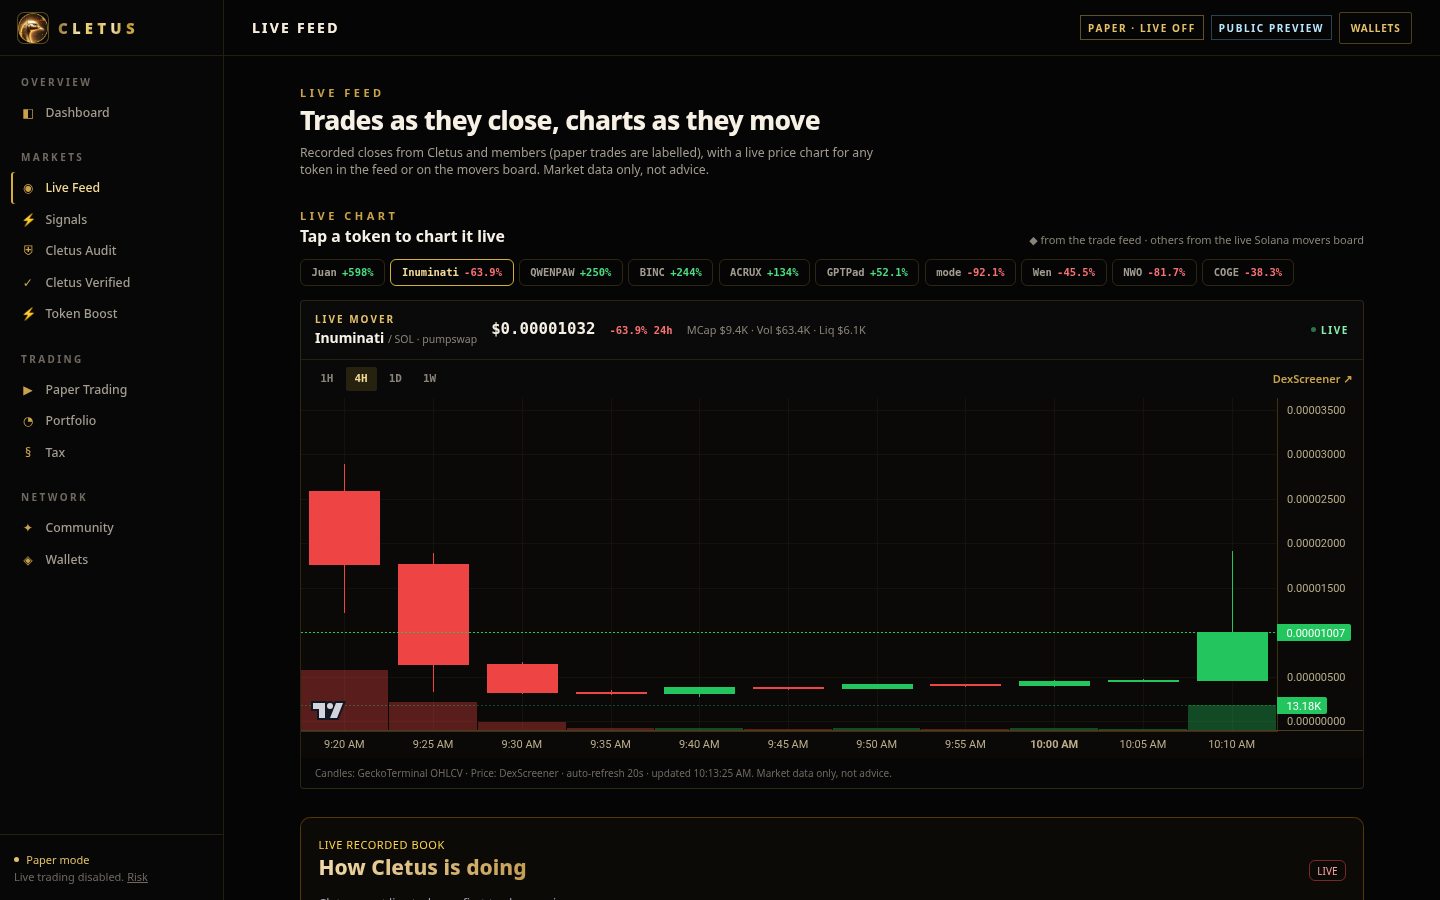 CLETUS
LIVE FEED
PAPER · LIVE OFF
PUBLIC PREVIEW
WALLETS
OVERVIEW
Dashboard
MARKETS
Live Feed
Signals
Cletus Audit
Cletus Verified
Token Boost
TRADING
Paper Trading
Portfolio
§ Tax
NETWORK
Community
Wallets
Paper mode
Live trading disabled. Risk
LIVE FEED
Trades as they close, charts as they move
Recorded closes from Cletus and members (paper trades are labelled), with a live price chart for any
token in the feed or on the movers board. Market data only, not advice.
LIVE CHART
Tap a token to chart it live
◆ from the trade feed · others from the live Solana movers board
Juan +598%
Inuminati -63.9%
QWENPAW +250%
BINC +244%
ACRUX +134%
GPTPad +52.1%
mode -92.1%
Wen -45.5%
NWO -81.7%
COGE -38.3%
LIVE MOVER
Inuminati / SOL · pumpswap
$0.00001032
-63.9% 24h
MCap $9.4K · Vol $63.4K · Liq $6.1K
LIVE
1H 4H 1D 1W
DexScreener ↗
0.00003500
0.00003000
0.00002500
0.00002000
0.00001500
0.00001007
0.00000500
13.18K
0.00000000
9:20 AM 9:25 AM 9:30 AM 9:35 AM 9:40 AM 9:45 AM 9:50 AM 9:55 AM 10:00 AM 10:05 AM 10:10 AM
Candles: GeckoTerminal OHLCV · Price: DexScreener · auto-refresh 20s · updated 10:13:25 AM. Market data only, not advice.
LIVE RECORDED BOOK
How Cletus is doing
LIVE